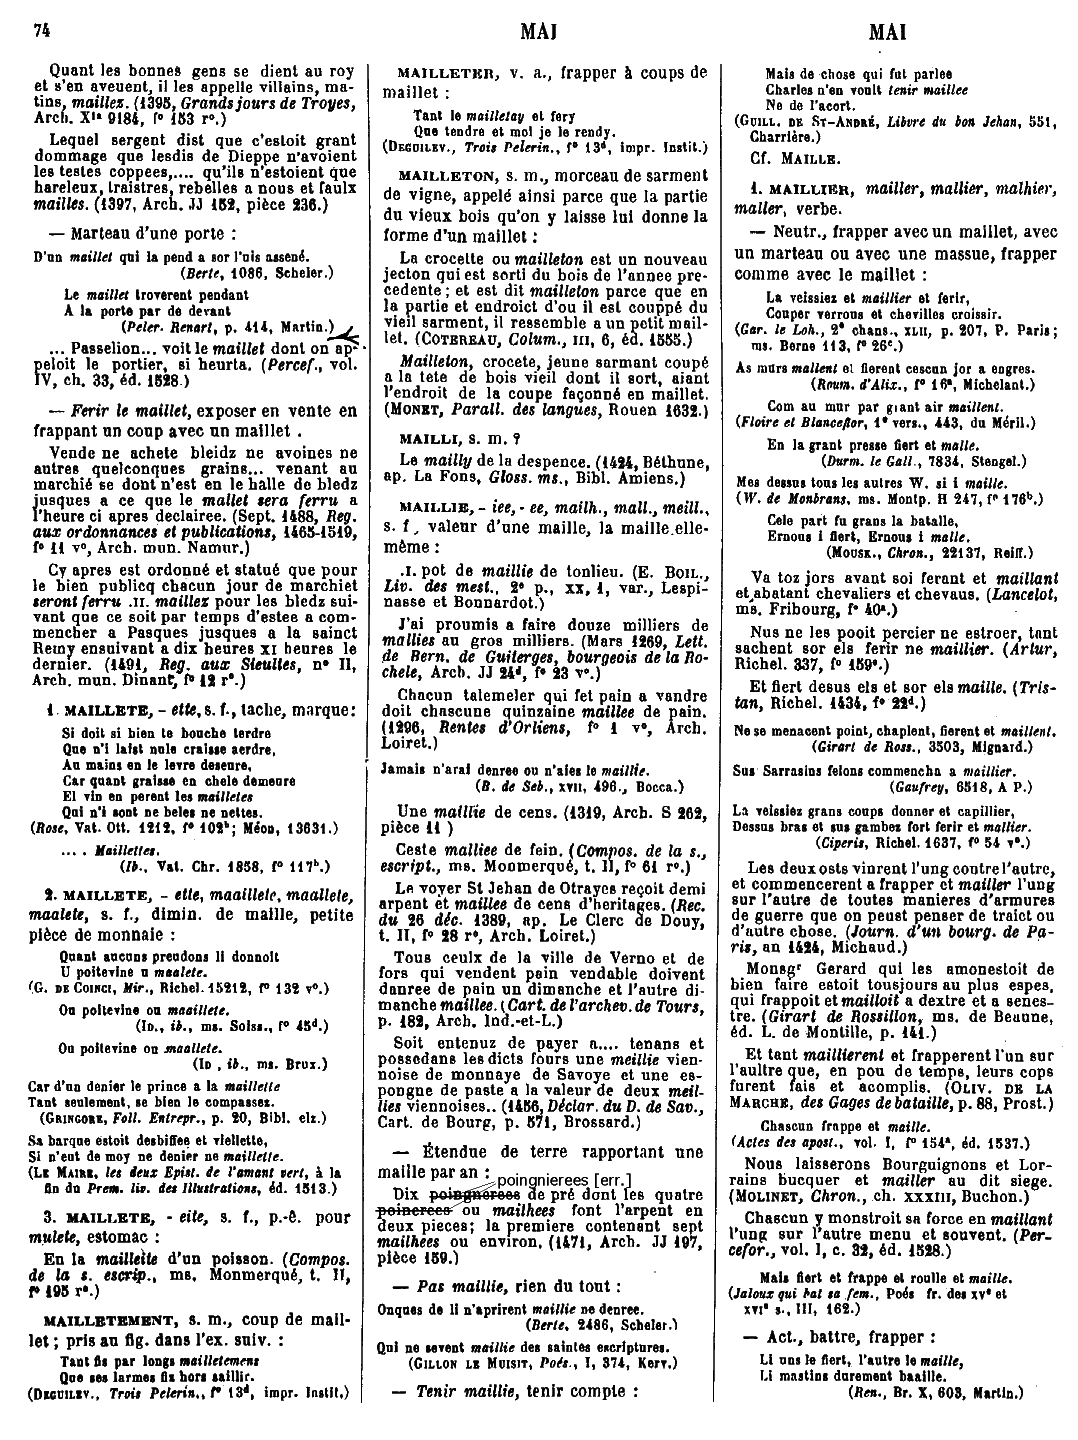 74
MAI
MAI
Quant les bonnes gens se dient au roy
et s'en aveuent, il les appelle villains, ma-
tins, maillez. (1395, Grands jours de Troyes,
Arch. X¹ᵃ 9184, f° 153 r°.)
Lequel sergent dist que c'estoit grant
dommage que lesdis de Dieppe n'avoient
les testes coppees,.... qu'ils n'estoient que
hareleux, traistres, rebelles a nous et faulx
mailles. (1397, Arch. JJ 152, pièce 236.)
— Marteau d'une porte :
D'un maillet qui la pend a sor l'uis assené.
(Berte, 1086, Scheler.)
Le maillet troverent pendant
A la porte par de devant
(Peler. Renart, p. 414, Martin.)
... Passelion... voit le maillet dont on ap-
peloit le portier, si heurta. (Percef., vol.
IV, ch. 33, éd. 1528.)
— Ferir le maillet, exposer en vente en
frappant un coup avec un maillet .
Vende ne achete bleidz ne avoines ne
autres quelconques grains... venant au
marchié se dont n'est en le halle de bledz
jusques a ce que le mallet sera ferru a
l'heure ci apres declairee. (Sept. 1488, Reg.
aux ordonnances et publications, 1465-1519,
f° 11 v°, Arch. mun. Namur.)
Cy apres est ordonné et statué que pour
le bien publicq chacun jour de marchiet
seront ferru .II. maillez pour les bledz sui-
vant que ce soit par temps d'estee a com-
mencher a Pasques jusques a la sainct
Remy ensuivant a dix heures XI heures le
dernier. (1491, Reg. aux Sieultes, n° II,
Arch. mun. Dinant, f° 12 r°.)
1. MAILLETE, - ette, s. f., tache, marque:
Si doit si bien te bouche terdre
Que n'i laist nule craisse aerdre,
Au mains en le levre deseure,
Car quant graisse en chele demeure
El vin en perent les mailletes
Qui n'i sont ne beles ne nettes.
(Rose, Vat. Ott. 1212, f° 102ᵇ; Méon, 13631.)
.... Maillettes.
(Ib., Vat. Chr. 1858, f° 117ᵇ.)
2. MAILLETE, - ette, maaillete, maallete,
maalete, s. f., dimin. de maille, petite
pièce de monnaie :
Quant aucuns preudons li donnoit
U poitevine u maalete.
(G. DE COINCI, Mir., Richel. 15212, f° 132 v°.)
Ou poitevine ou maaillete.
(ID., ib., ms. Soiss., f° 45ᵈ.)
Ou poitevine ou maallete.
(ID , ib., ms. Brux.)
Car d'un denier le prince a la maillette
Tant seulement, se bien le compassez.
(GRINGORE, Foll. Entrepr., p. 20, Bibl. elz.)
Sa barque estoit desbiffee et viellette,
Si n'eut de moy ne denier ne maillette.
(LE MAIRE, les deux Epist. de l'amant vert, à la
fin du Prem. liv. des Illustrations, éd. 1513.)
3. MAILLETE, - eite, s. f., p.-ê. pour
mulete, estomac :
En la mailleite d'un poisson. (Compos.
de la s. escrip., ms. Monmerqué, t. II,
f° 195 r°.)
MAILLETEMENT, s. m., coup de mail-
let ; pris au fig. dans l'ex. suiv. :
Tant fis par longs mailletemens
Que ses larmes fis hors saillir.
(DEGUILEV., Trois Pelerin., f° 13ᵈ, impr. Instit.)
MAILLETER, v. a., frapper à coups de
maillet :
Tant le mailletay et fery
Que tendre et mol je le rendy.
(DEGUILEV., Trois Pelerin., f° 13ᵈ, impr. Instit.)
MAILLETON, s. m., morceau de sarment
de vigne, appelé ainsi parce que la partie
du vieux bois qu'on y laisse lui donne la
forme d'un maillet :
La crocette ou mailleton est un nouveau
jecton qui est sorti du bois de l'annee pre-
cedente ; et est dit mailleton parce que en
la partie et endroict d'ou il est couppé du
vieil sarment, il ressemble a un petit mail-
let. (COTEREAU, Colum., III, 6, éd. 1555.)
Mailleton, crocete, jeune sarmant coupé
a la tete de bois vieil dont il sort, aiant
l'endroit de la coupe façonné en maillet.
(MONET, Parall. des langues, Rouen 1632.)
MAILLI, s. m. ?
Le mailly de la despence. (1424, Béthune,
ap. La Fons, Gloss. ms., Bibl. Amiens.)
MAILLIE, - iee, - ee, mailh., mall., meill.,
s. f , valeur d'une maille, la maille elle-
même :
.I. pot de maillie de tonlieu. (E. BOIL.,
Liv. des mest., 2ᵉ p., XX, 1, var., Lespi-
nasse et Bonnardot.)
J'ai proumis a faire douze milliers de
mallies au gros milliers. (Mars 1269, Lett.
de Bern. de Guiterges, bourgeois de la Ro-
chele, Arch. JJ 24ᵈ, f° 23 v°.)
Chacun talemeler qui fet pain a vandre
doit chascune quinzaine maillee de pain.
(1296, Rentes d'Orliens, f° 1 v°, Arch.
Loiret.)
Jamais n'arai denree ou n'aies le maillie.
(B. de Seb., XVII, 496., Bocca.)
Une maillie de cens. (1319, Arch. S 262,
pièce 11 )
Ceste malliee de fein. (Compos. de la s.,
escript., ms. Monmerqué, t. II, f° 61 r°.)
Le voyer St Jehan de Otrayes reçoit demi
arpent et maillee de cens d'heritages. (Rec.
du 26 déc. 1389, ap. Le Clerc de Douy,
t. II, f° 28 r°, Arch. Loiret.)
Tous ceulx de la ville de Verno et de
fors qui vendent pain vendable doivent
danree de pain un dimanche et l'autre di-
manche maillee. (Cart. de l'archev. de Tours,
p. 182, Arch. Ind.-et-L.)
Soit entenuz de payer a.... tenans et
possedans les dicts fours une meillie vien-
noise de monnaye de Savoye et une es-
pongne de paste a la valeur de deux meil-
lies viennoises.. (1456, Déclar. du D. de Sav.,
Cart. de Bourg, p. 571, Brossard.)
— Étendue de terre rapportant une
maille par an :
poingnierees [err.]
Dix poingnerees de pré dont les quatre
poincrees ou mailhees font l'arpent en
deux pieces; la premiere contenant sept
mailhees ou environ. (1471, Arch. JJ 197,
pièce 159.)
— Pas maillie, rien du tout :
Onques de li n'aprirent maillie ne denree.
(Berte, 2486, Scheler.)
Qui ne sevent maillie des saintes escriptures.
(GILLON LE MUISIT, Poés., I, 374, Kerv.)
— Tenir maillie, tenir compte :
Mais de chose qui fut parlee
Charles n'en voult tenir maillee
Ne de l'acort.
(GUILL. DE ST-ANDRÉ, Libvre du bon Jehan, 551,
Charrière.)
Cf. MAILLE.
1. MAILLIER, mailler, mallier, malhier,
maller, verbe.
— Neutr., frapper avec un maillet, avec
un marteau ou avec une massue, frapper
comme avec le maillet :
La veissiez et maillier et ferir,
Couper verrous et chevilles croissir.
(Gar. le Loh., 2ᵉ chans., XLII, p. 207, P. Paris ;
ms. Berne 113, f° 26ᶜ.)
As murs mallent et fierent cescun jor a engres.
(Roum. d'Alix., f° 16ᵃ, Michelant.)
Com au mur par giant air maillent.
(Floire et Blanceflor, 1ᵉ vers., 443, du Méril.)
En la grant presse fiert et malle.
(Durm. le Gall., 7834, Stengel.)
Mes dessus tous les autres W. si i maille.
(W. de Monbrans, ms. Montp. H 247, f° 176ᵇ.)
Cele part fu grans la batalle,
Ernous i fiert, Ernous i malle.
(MOUSK., Chron., 22137, Reiff.)
Va toz jors avant soi ferant et maillant
et abatant chevaliers et chevaus. (Lancelot,
ms. Fribourg, f° 40ᵃ.)
Nus ne les pooit percier ne estroer, tant
sachent sor els ferir ne maillier. (Artur,
Richel. 337, f° 159ᵃ.)
Et fiert desus els et sor els maille. (Tris-
tan, Richel. 1434, f° 22ᵈ.)
Ne se menacent point, chaplent, fierent et maillent.
(Girart de Ross., 3503, Mignard.)
Sus Sarrasins felons commencha a maillier.
(Gaufrey, 6518, A P.)
Là veissiez grans coups donner et capillier,
Dessus bras et sus gambes fort ferir et mallier.
(Ciperis, Richel. 1637, f° 54 v°.)
Les deux osts vinrent l'ung contre l'autre,
et commencerent a frapper et mailler l'ung
sur l'autre de toutes manieres d'armures
de guerre que on peust penser de traict ou
d'autre chose. (Journ. d'un bourg. de Pa-
ris, an 1424, Michaud.)
Monsgʳ Gerard qui les amonestoit de
bien faire estoit tousjours au plus espes,
qui frappoit et mailloit a dextre et a senes-
tre. (Girart de Rossillon, ms. de Beaune,
éd. L. de Montille, p. 141.)
Et tant maillierent et frapperent l'un sur
l'aultre que, en pou de temps, leurs cops
furent fais et acomplis. (OLIV. DE LA
MARCHE, des Gages de bataille, p. 88, Prost.)
Chascun frappe et maille.
(Actes des apost., vol. I, f° 154ᵃ, éd. 1537.)
Nous laisserons Bourguignons et Lor-
rains bucquer et mailler au dit siege.
(MOLINET, Chron., ch. XXXIII, Buchon.)
Chascun y monstroit sa force en maillant
l'ung sur l'autre menu et souvent. (Per-
cefor., vol. I, c. 32, éd. 1528.)
Mais fiert et frappe et roulle et maille.
(Jaloux qui bat sa fem., Poés fr. des XVᵉ et
XVIᵉ s., III, 162.)
— Act., battre, frapper :
Li uns le fiert, l'autre le maille,
Li mastins durement baaille.
(Ren., Br. X, 603, Martin.)